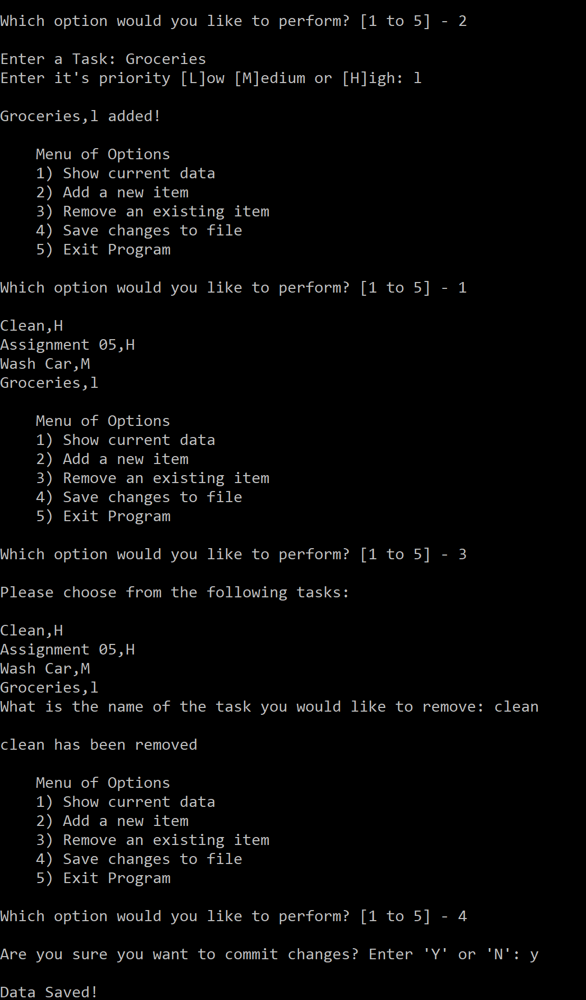 Which option would you like to perform? [1 to 5] - 2
Enter a Task: Groceries
Enter it's priority [L]ow [M]edium or [H]igh: l
Groceries,l added!
Menu of Options
1) Show current data
2) Add a new item
3) Remove an existing item
4) Save changes to file
5) Exit Program
Which option would you like to perform? [1 to 5] - 1
Clean,H
Assignment 05,H
Wash Car,M
Groceries,l
Menu of Options
1) Show current data
2) Add a new item
3) Remove an existing item
4) Save changes to file
5) Exit Program
Which option would you like to perform? [1 to 5] - 3
Please choose from the following tasks:
Clean,H
Assignment 05,H
Wash Car,M
Groceries,l
What is the name of the task you would like to remove: clean
clean has been removed
Menu of Options
1) Show current data
2) Add a new item
3) Remove an existing item
4) Save changes to file
5) Exit Program
Which option would you like to perform? [1 to 5] - 4
Are you sure you want to commit changes? Enter 'Y' or 'N': y
Data Saved!